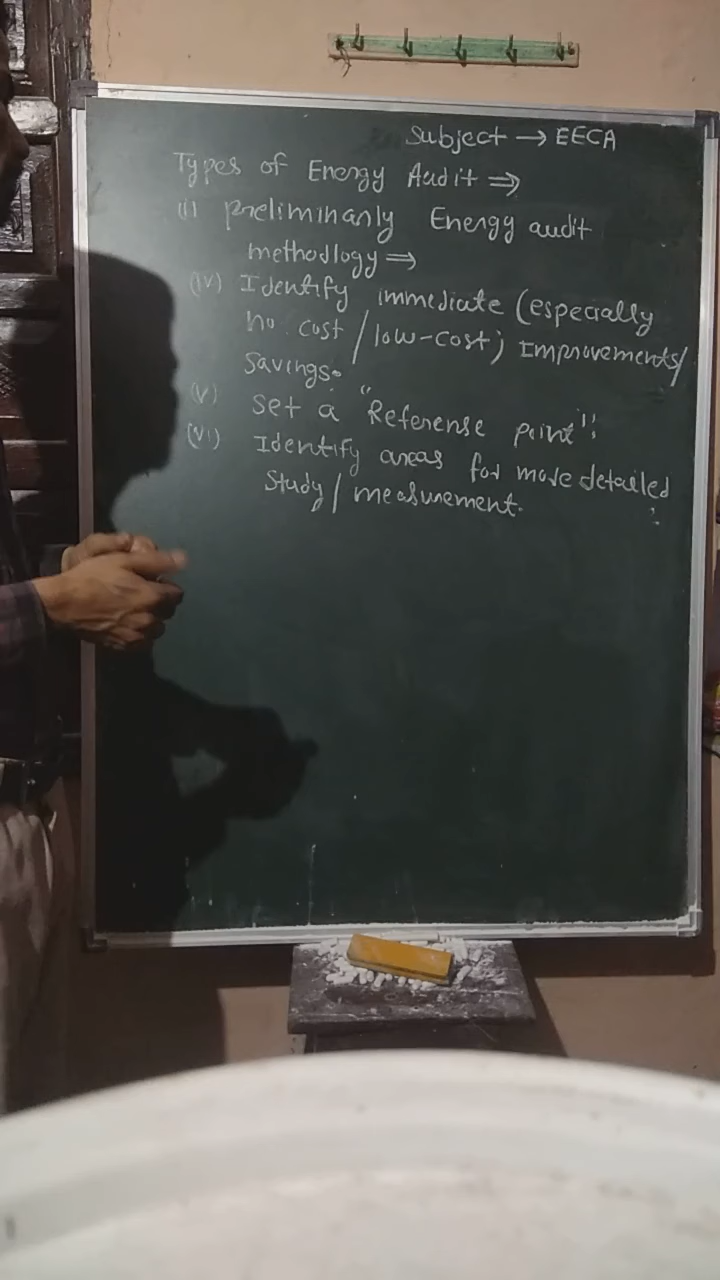 Subject → EECA
Types of Energy Audit ⇒
(i) preliminanly Energy audit
methodlogy ⇒
(iv) Identify immediate (especially
no cost / low-cost) Improvements/
savings.
(v) Set a "Referense point".
(vi) Identify areas for more detailed
Study/measurement.